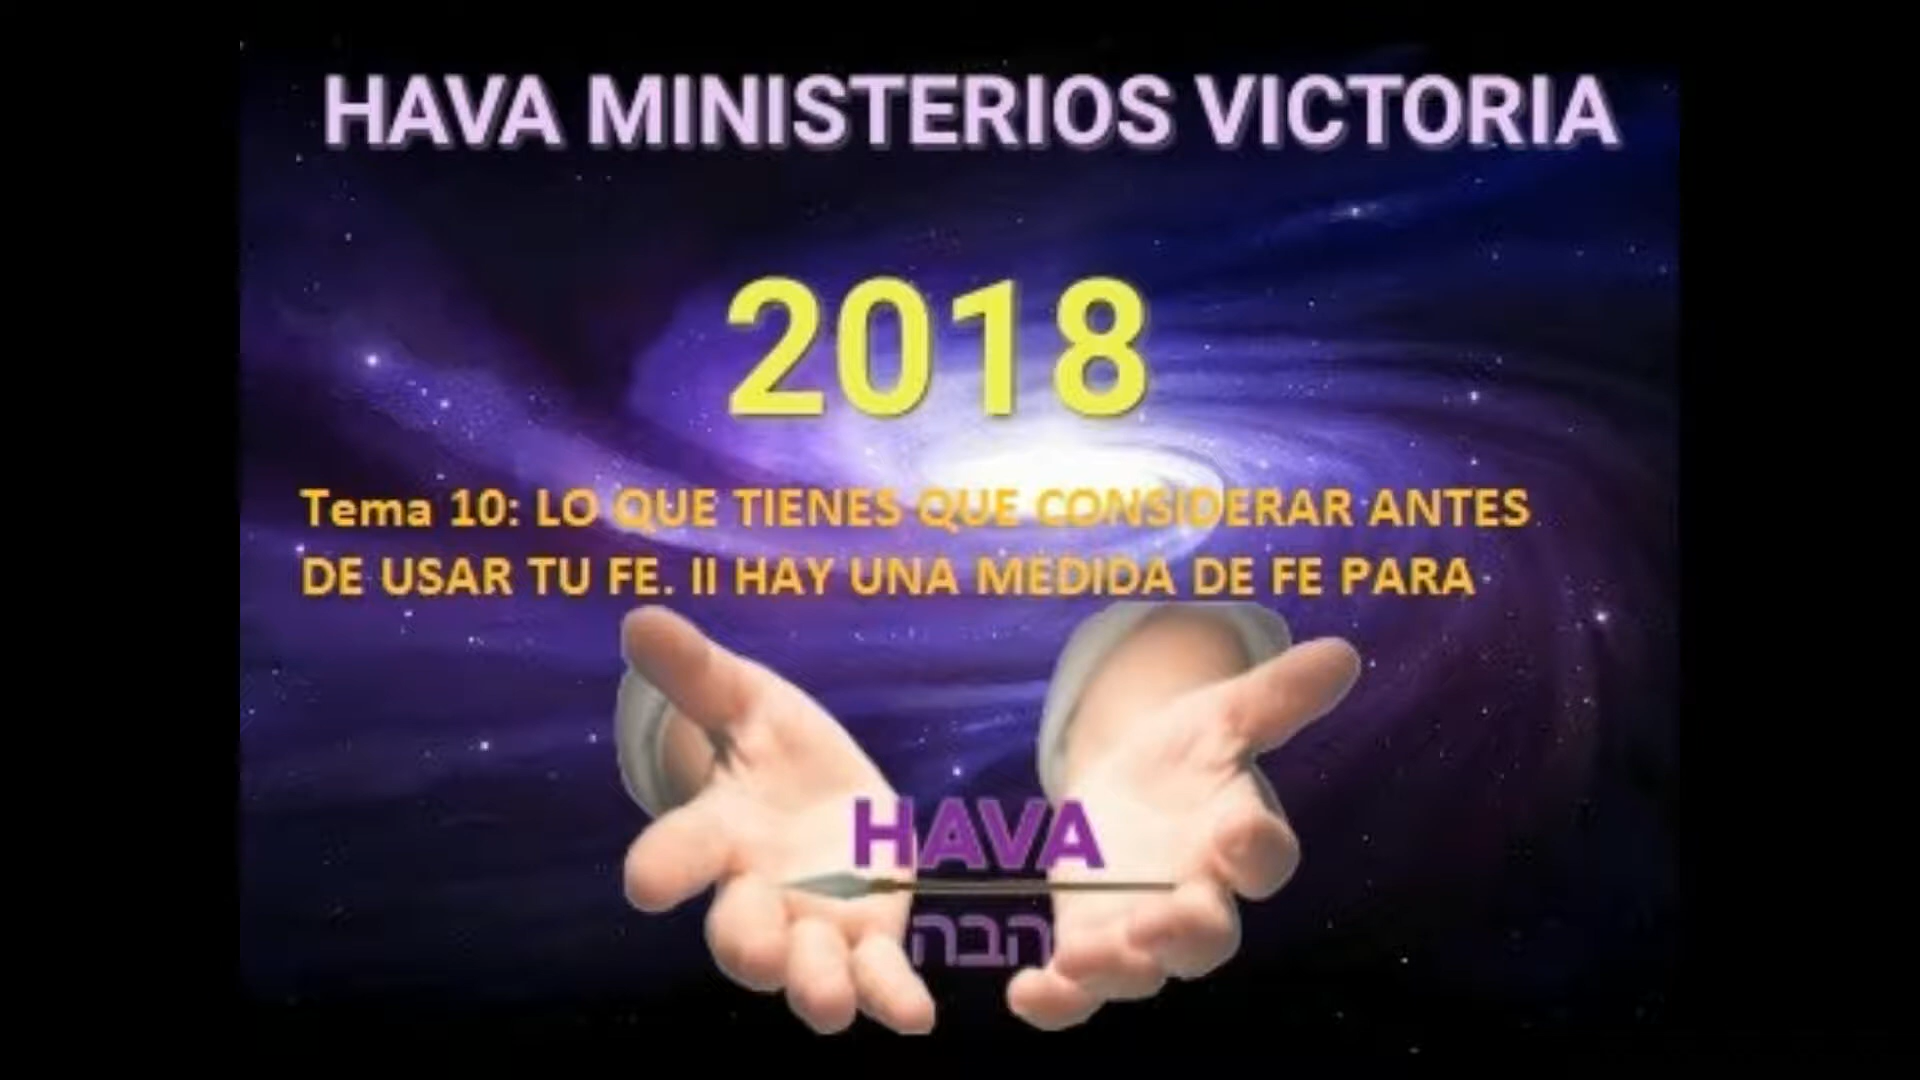 HAVA MINISTERIOS VICTORIA
2018
Tema 10: LO QUE TIENES QUE CONSIDERAR ANTES
DE USAR TU FE. II HAY UNA MEDIDA DE FE PARA
HAVA
הבה